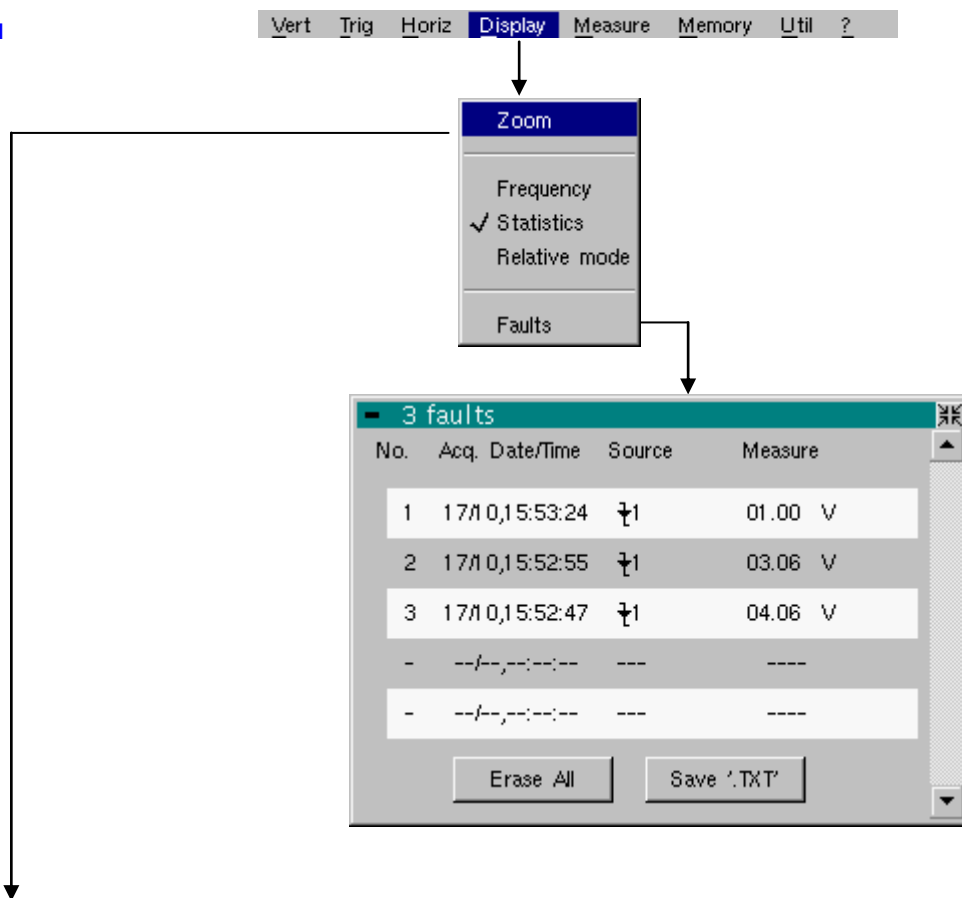 Vert Trig Horiz Display Measure Memory Util ?
Zoom
Frequency
Statistics
Relative mode
Faults
3 faults
No. Acq. Date/Time Source Measure
1 17/10,15:53:24 1 01.00 V
2 17/10,15:52:55 1 03.06 V
3 17/10,15:52:47 1 04.06 V
- --/--,--:--:-- --- ----
- --/--,--:--:-- --- ----
Erase All Save '.TXT'